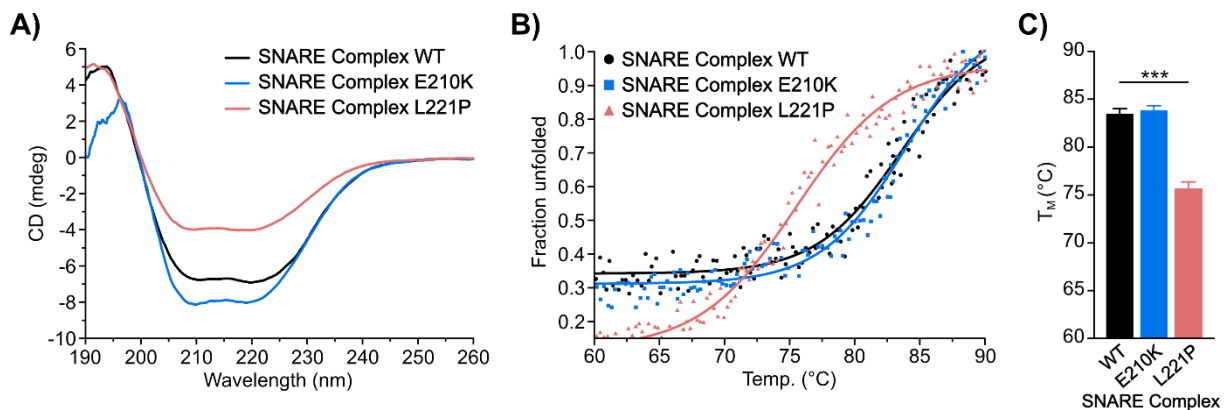 A)
CD (mdeg)
6
4
2
0
-2
-4
-6
-8
-10
190 200 210 220 230 240 250 260
Wavelength (nm)
SNARE Complex WT
SNARE Complex E210K
SNARE Complex L221P
B)
Fraction unfolded
1.0
0.9
0.8
0.7
0.6
0.5
0.4
0.3
0.2
60 65 70 75 80 85 90
Temp. (°C)
SNARE Complex WT
SNARE Complex E210K
SNARE Complex L221P
C)
TM (°C)
90
85
80
75
70
65
60
***
WT E210K L221P
SNARE Complex